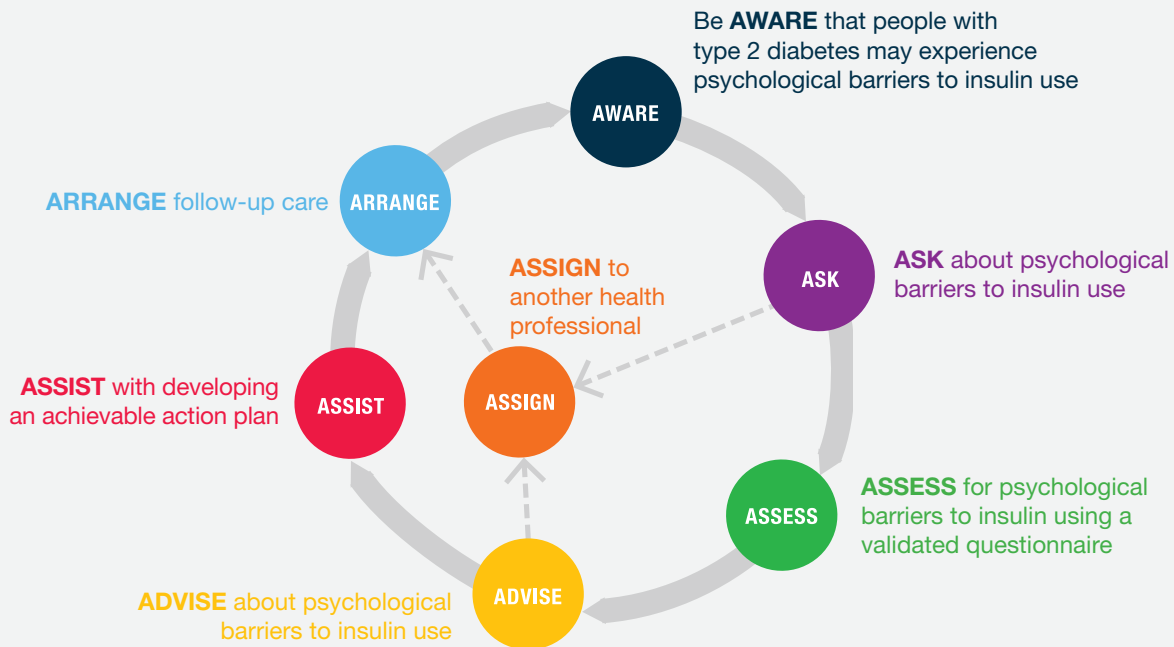 Be AWARE that people with
type 2 diabetes may experience
psychological barriers to insulin use
AWARE
ARRANGE follow-up care
ARRANGE
ASK
ASK about psychological
barriers to insulin use
ASSIGN to
another health
professional
ASSIGN
ASSIST with developing
an achievable action plan
ASSIST
ASSESS
ASSESS for psychological
barriers to insulin using a
validated questionnaire
ADVISE
ADVISE about psychological
barriers to insulin use